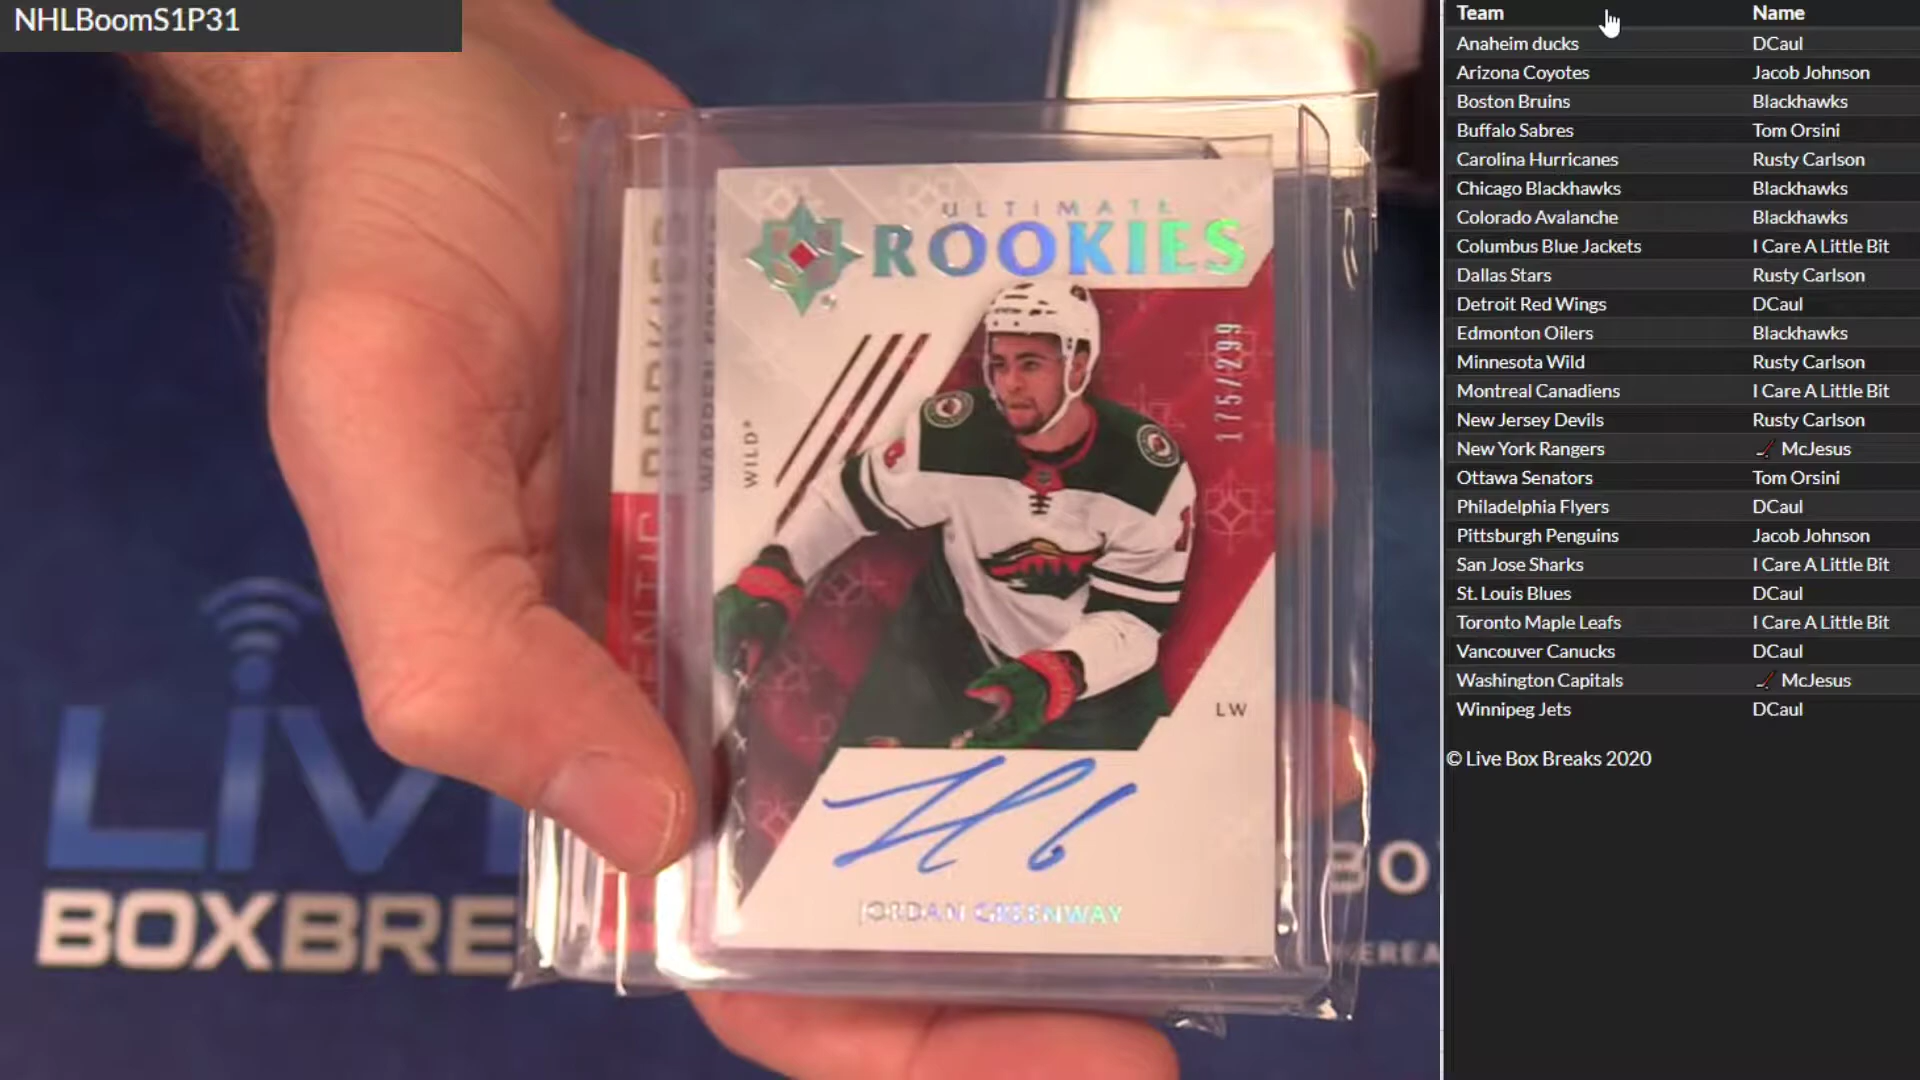 NHLBoomS1P31
ULTIMATE
ROOKIES
175/299
WILD
LW
JORDAN GREENWAY
LIV
BOXBRE
BO
Team Name
Anaheim ducks DCaul
Arizona Coyotes Jacob Johnson
Boston Bruins Blackhawks
Buffalo Sabres Tom Orsini
Carolina Hurricanes Rusty Carlson
Chicago Blackhawks Blackhawks
Colorado Avalanche Blackhawks
Columbus Blue Jackets I Care A Little Bit
Dallas Stars Rusty Carlson
Detroit Red Wings DCaul
Edmonton Oilers Blackhawks
Minnesota Wild Rusty Carlson
Montreal Canadiens I Care A Little Bit
New Jersey Devils Rusty Carlson
New York Rangers McJesus
Ottawa Senators Tom Orsini
Philadelphia Flyers DCaul
Pittsburgh Penguins Jacob Johnson
San Jose Sharks I Care A Little Bit
St. Louis Blues DCaul
Toronto Maple Leafs I Care A Little Bit
Vancouver Canucks DCaul
Washington Capitals McJesus
Winnipeg Jets DCaul
© Live Box Breaks 2020